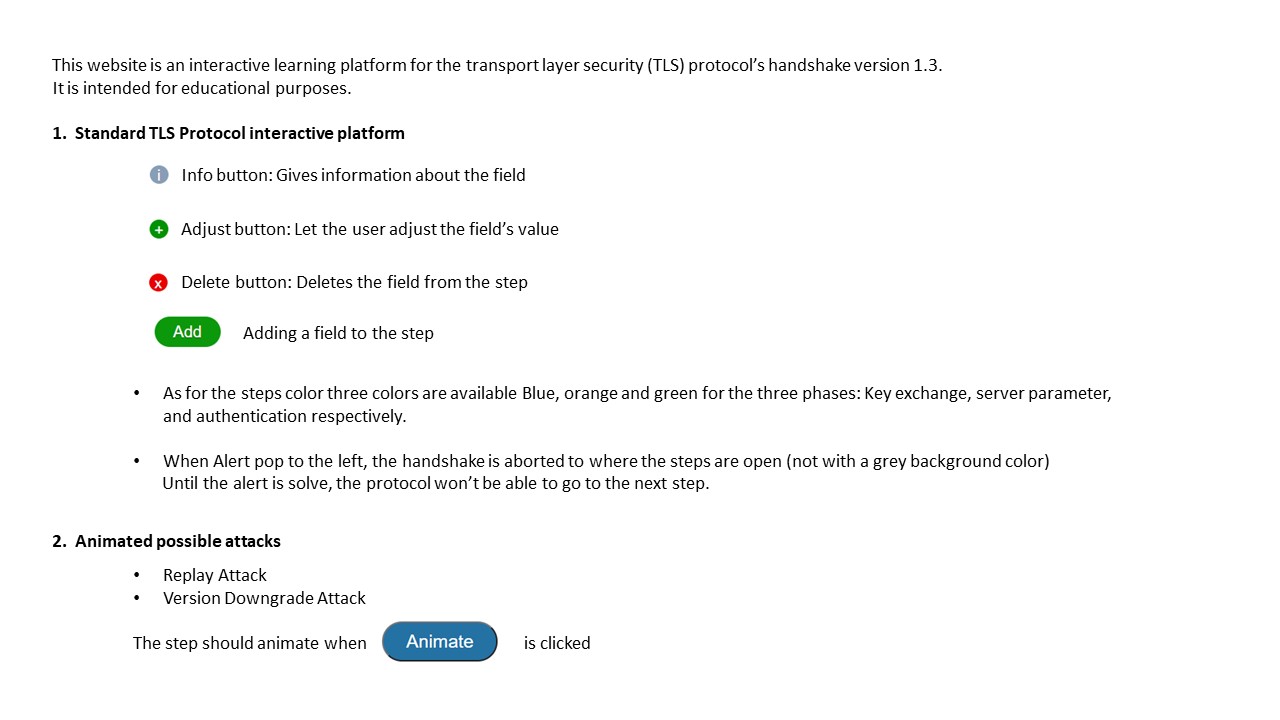 This website is an interactive learning platform for the transport layer security (TLS) protocol's handshake version 1.3.
It is intended for educational purposes.
1. Standard TLS Protocol interactive platform
i Info button: Gives information about the field
+ Adjust button: Let the user adjust the field's value
x Delete button: Deletes the field from the step
Add Adding a field to the step
• As for the steps color three colors are available Blue, orange and green for the three phases: Key exchange, server parameter,
and authentication respectively.
• When Alert pop to the left, the handshake is aborted to where the steps are open (not with a grey background color)
Until the alert is solve, the protocol won't be able to go to the next step.
2. Animated possible attacks
• Replay Attack
• Version Downgrade Attack
The step should animate when Animate is clicked